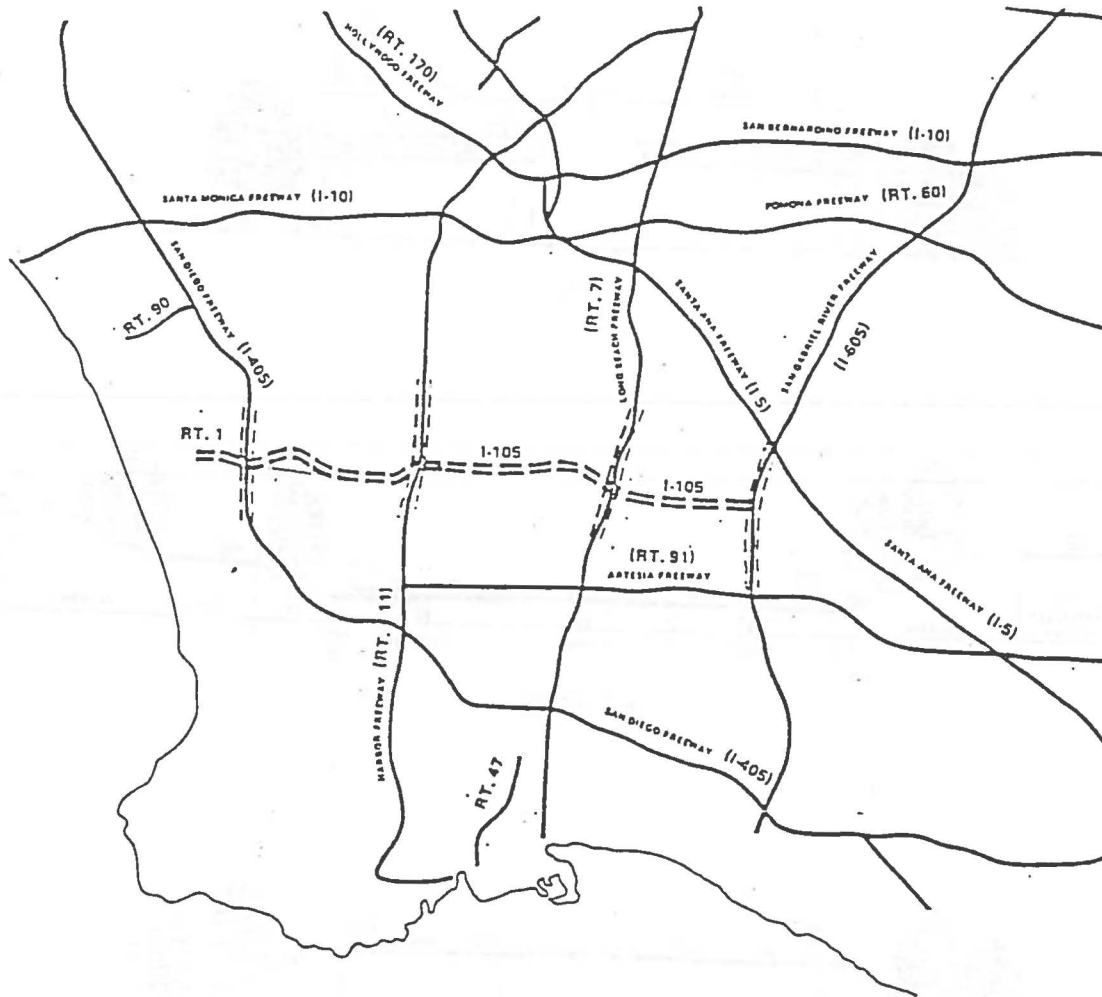 (RT. 170)
HOLLYWOOD FREEWAY
SAN BERNARDINO FREEWAY (I-10)
SANTA MONICA FREEWAY (I-10)
POMONA FREEWAY (RT. 60)
SAN DIEGO FREEWAY (I-405)
RT. 90
(RT. 7)
LONG BEACH FREEWAY
SANTA ANA FREEWAY (I-5)
SAN GABRIEL RIVER FREEWAY
(I-605)
RT. 1
I-105
I-105
(RT. 91)
ARTESIA FREEWAY
SANTA ANA FREEWAY (I-5)
HARBOR FREEWAY (RT. 11)
SAN DIEGO FREEWAY (I-405)
RT. 47